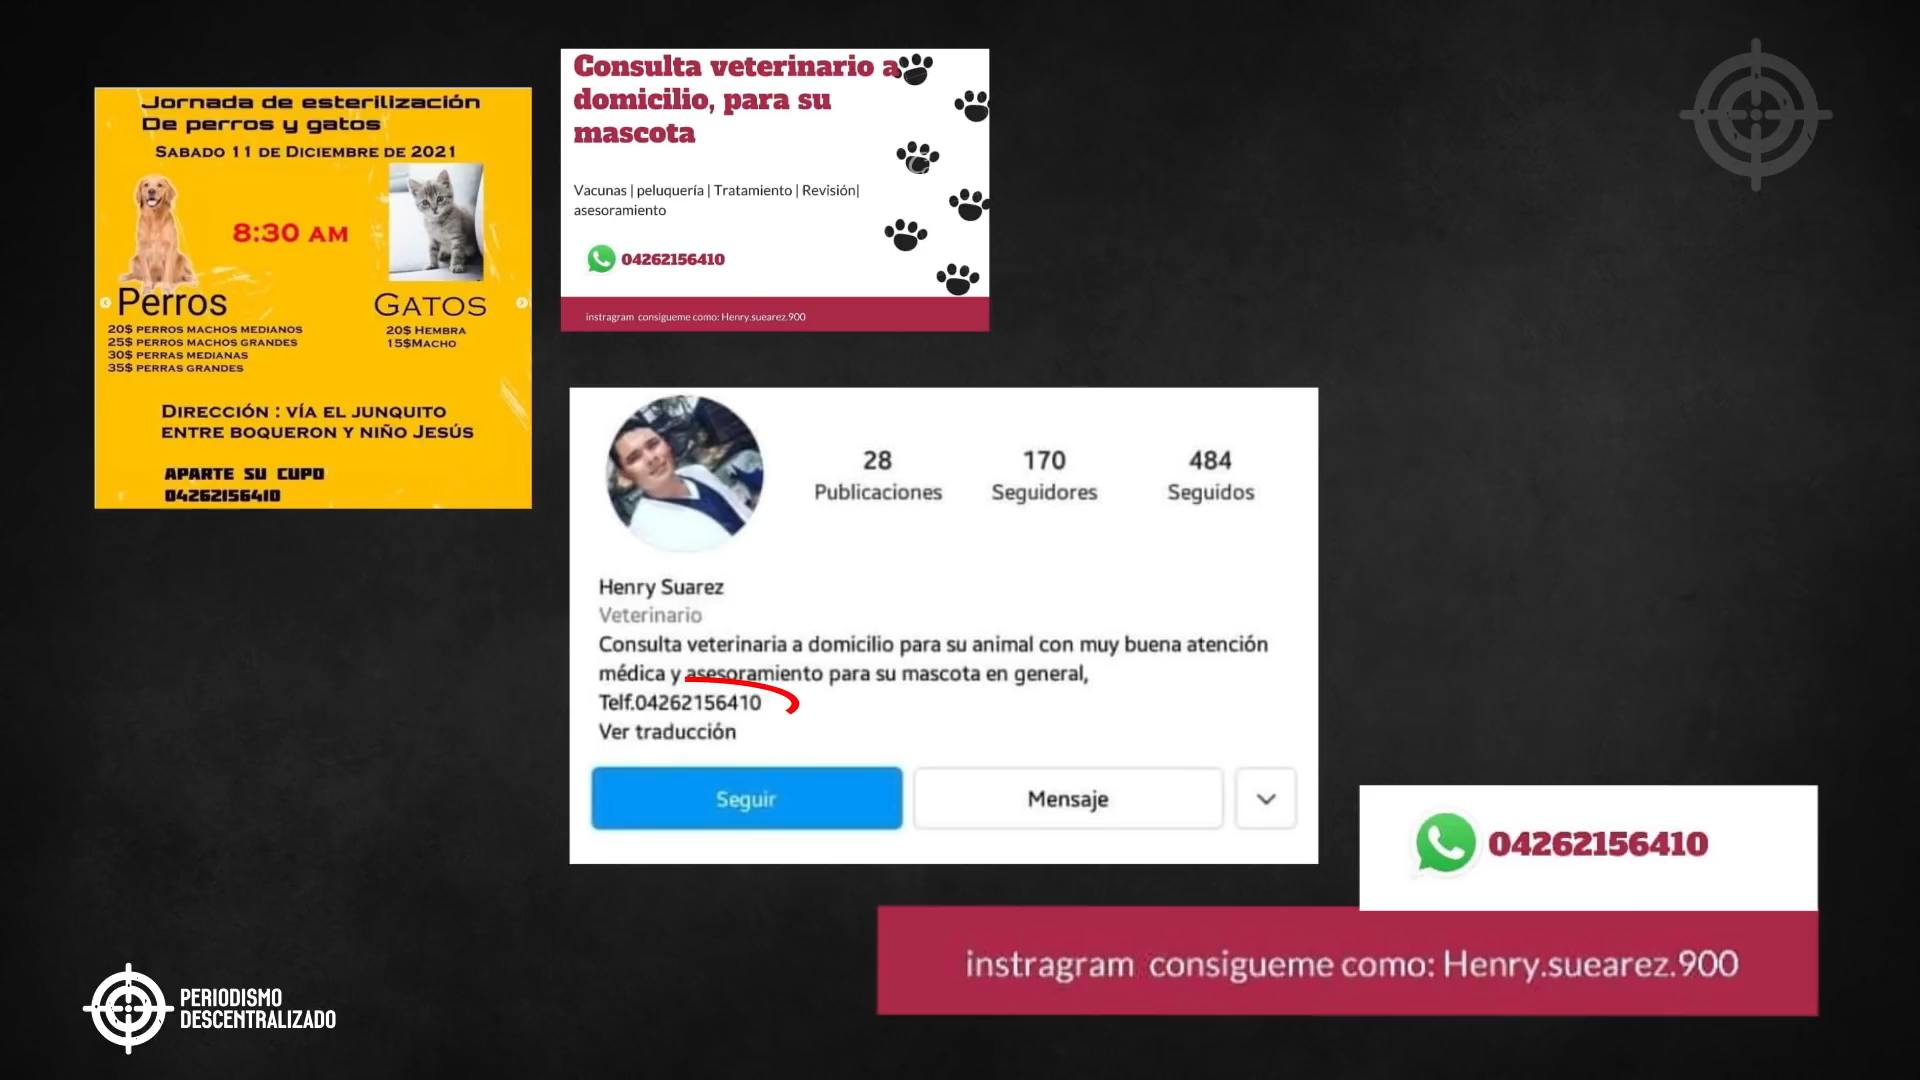 Jornada de esterilización
De perros y gatos
SABADO 11 DE DICIEMBRE DE 2021
8:30 AM
Perros
20$ PERROS MACHOS MEDIANOS
25$ PERROS MACHOS GRANDES
30$ PERRAS MEDIANAS
35$ PERRAS GRANDES
GATOS
20$ HEMBRA
15$MACHO
DIRECCIÓN : VÍA EL JUNQUITO
ENTRE BOQUERON Y NIÑO JESÚS
APARTE SU CUPO
04262156410
Consulta veterinario a
domicilio, para su
mascota
Vacunas | peluquería | Tratamiento | Revisión|
asesoramiento
04262156410
instragram consigueme como: Henry.suearez.900
28
Publicaciones
170
Seguidores
484
Seguidos
Henry Suarez
Veterinario
Consulta veterinaria a domicilio para su animal con muy buena atención
médica y asesoramiento para su mascota en general,
Telf.04262156410
Ver traducción
Seguir
Mensaje
04262156410
instragram consigueme como: Henry.suearez.900
PERIODISMO
DESCENTRALIZADO